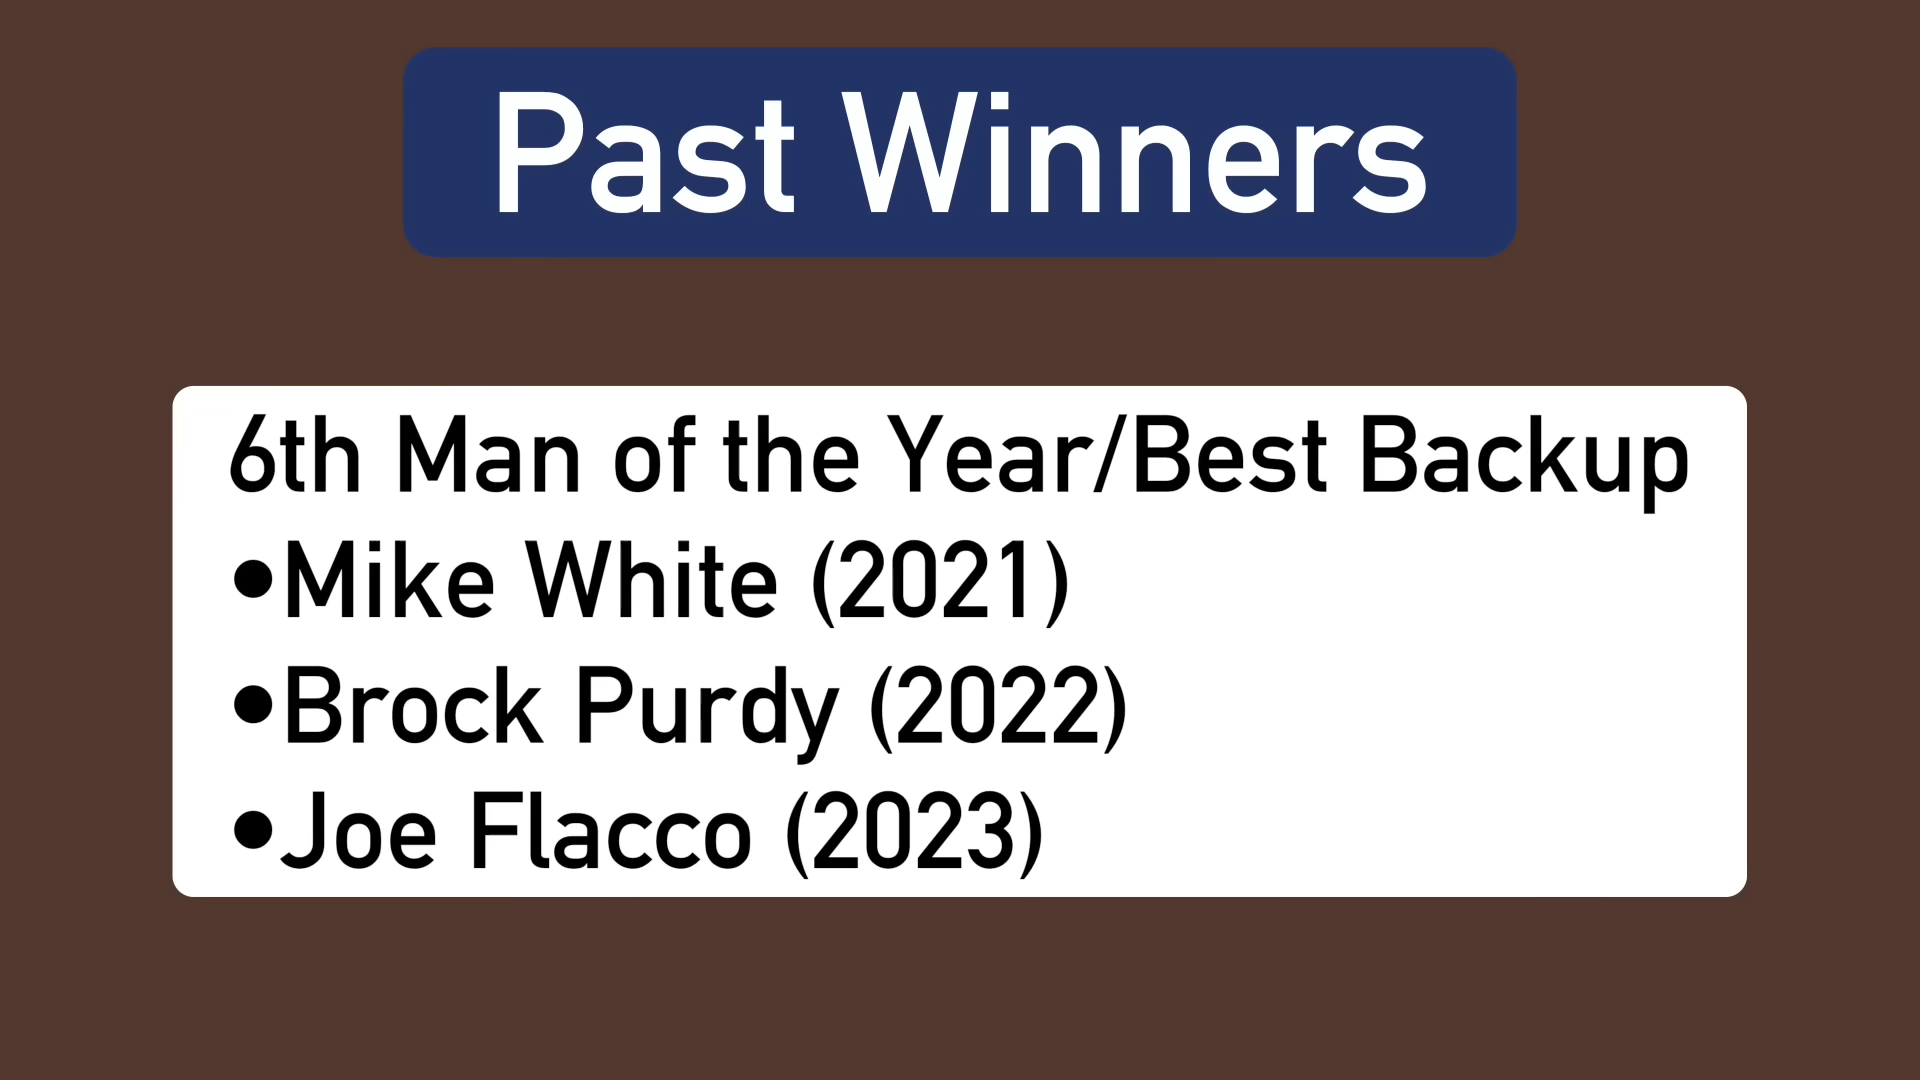 Past Winners
6th Man of the Year/Best Backup
•Mike White (2021)
•Brock Purdy (2022)
•Joe Flacco (2023)